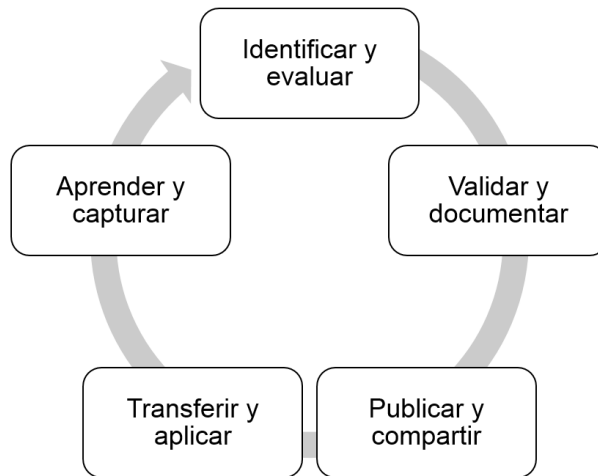 Identificar y
evaluar
Validar y
documentar
Publicar y
compartir
Transferir y
aplicar
Aprender y
capturar